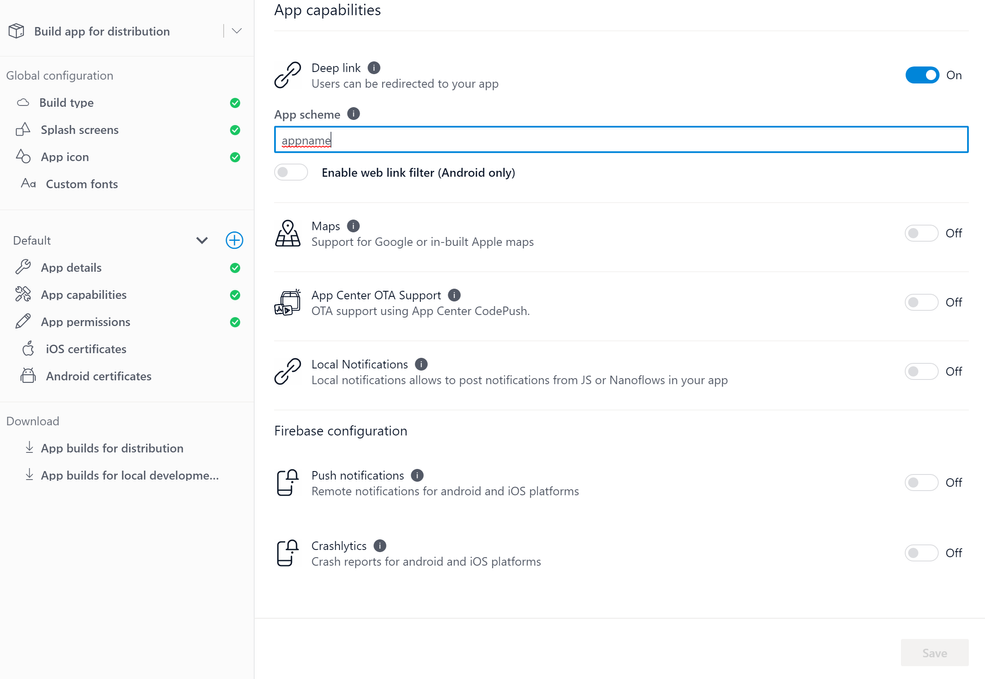 App capabilities
Build app for distribution
Global configuration
Build type
Splash screens
App icon
Custom fonts
Default
App details
App capabilities
App permissions
iOS certificates
Android certificates
Download
App builds for distribution
App builds for local developme...
Deep link
Users can be redirected to your app
On
App scheme
appname
Enable web link filter (Android only)
Maps
Support for Google or in-built Apple maps
Off
App Center OTA Support
OTA support using App Center CodePush.
Off
Local Notifications
Local notifications allows to post notifications from JS or Nanoflows in your app
Off
Firebase configuration
Push notifications
Remote notifications for android and iOS platforms
Off
Crashlytics
Crash reports for android and iOS platforms
Off
Save